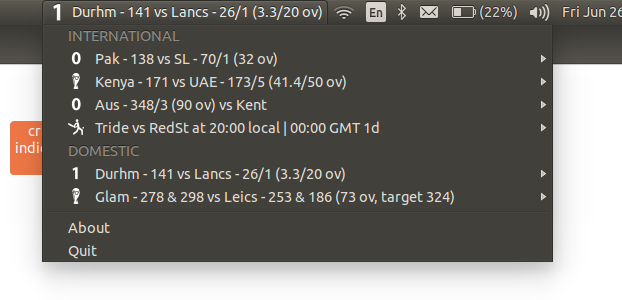 1 Durhm - 141 vs Lancs - 26/1 (3.3/20 ov) En (22%) Fri Jun 26
INTERNATIONAL
0 Pak - 138 vs SL - 70/1 (32 ov)
Kenya - 171 vs UAE - 173/5 (41.4/50 ov)
0 Aus - 348/3 (90 ov) vs Kent
Tride vs RedSt at 20:00 local | 00:00 GMT 1d
DOMESTIC
1 Durhm - 141 vs Lancs - 26/1 (3.3/20 ov)
Glam - 278 & 298 vs Leics - 253 & 186 (73 ov, target 324)
About
Quit
cr
indi